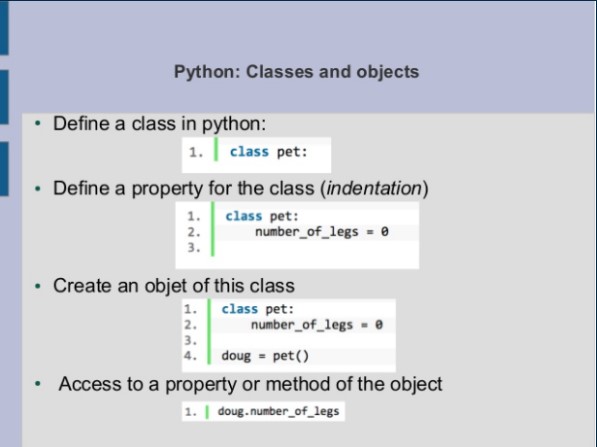 Python: Classes and objects
• Define a class in python:
1. class pet:
• Define a property for the class (indentation)
1. class pet:
2.     number_of_legs = 0
3.
• Create an objet of this class
1. class pet:
2.     number_of_legs = 0
3.
4. doug = pet()
• Access to a property or method of the object
1. doug.number_of_legs